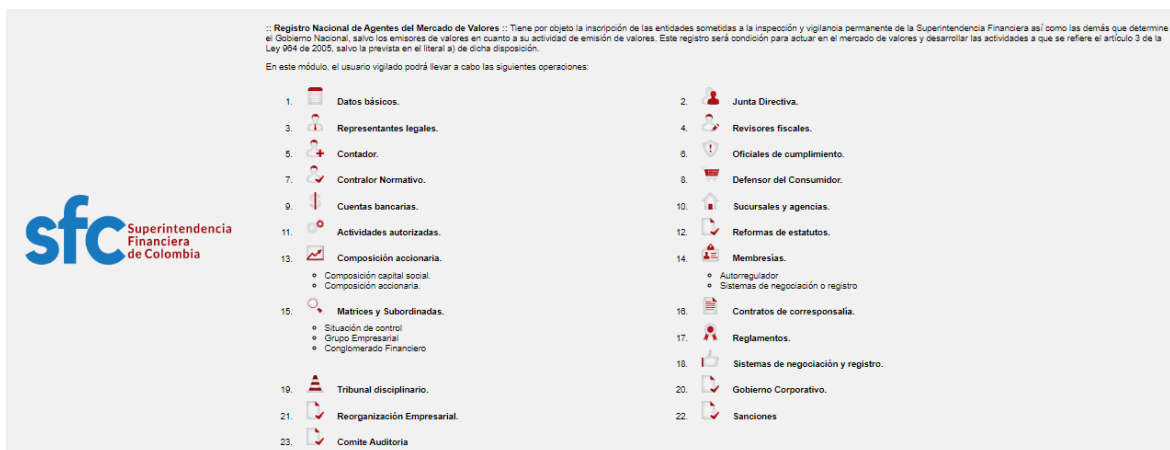 :: Registro Nacional de Agentes del Mercado de Valores :: Tiene por objeto la inscripción de las entidades sometidas a la inspección y vigilancia permanente de la Superintendencia Financiera así como las demás que determine
el Gobierno Nacional, salvo los emisores de valores en cuanto a su actividad de emisión de valores. Este registro será condición para actuar en el mercado de valores y desarrollar las actividades a que se refiere el artículo 3 de la
Ley 964 de 2005, salvo la prevista en el literal a) de dicha disposición.
En este módulo, el usuario vigilado podrá llevar a cabo las siguientes operaciones:
1. Datos básicos.
2. Junta Directiva.
3. Representantes legales.
4. Revisores fiscales.
5. Contador.
6. Oficiales de cumplimiento.
7. Contralor Normativo.
8. Defensor del Consumidor.
9. Cuentas bancarias.
10. Sucursales y agencias.
11. Actividades autorizadas.
12. Reformas de estatutos.
13. Composición accionaria.
Composición capital social.
Composición accionaria.
14. Membresías.
Autorregulador
Sistemas de negociación o registro
15. Matrices y Subordinadas.
Situación de control
Grupo Empresarial
Conglomerado Financiero
16. Contratos de corresponsalía.
17. Reglamentos.
18. Sistemas de negociación y registro.
19. Tribunal disciplinario.
20. Gobierno Corporativo.
21. Reorganización Empresarial.
22. Sanciones
23. Comite Auditoria
sfc Superintendencia
Financiera
de Colombia